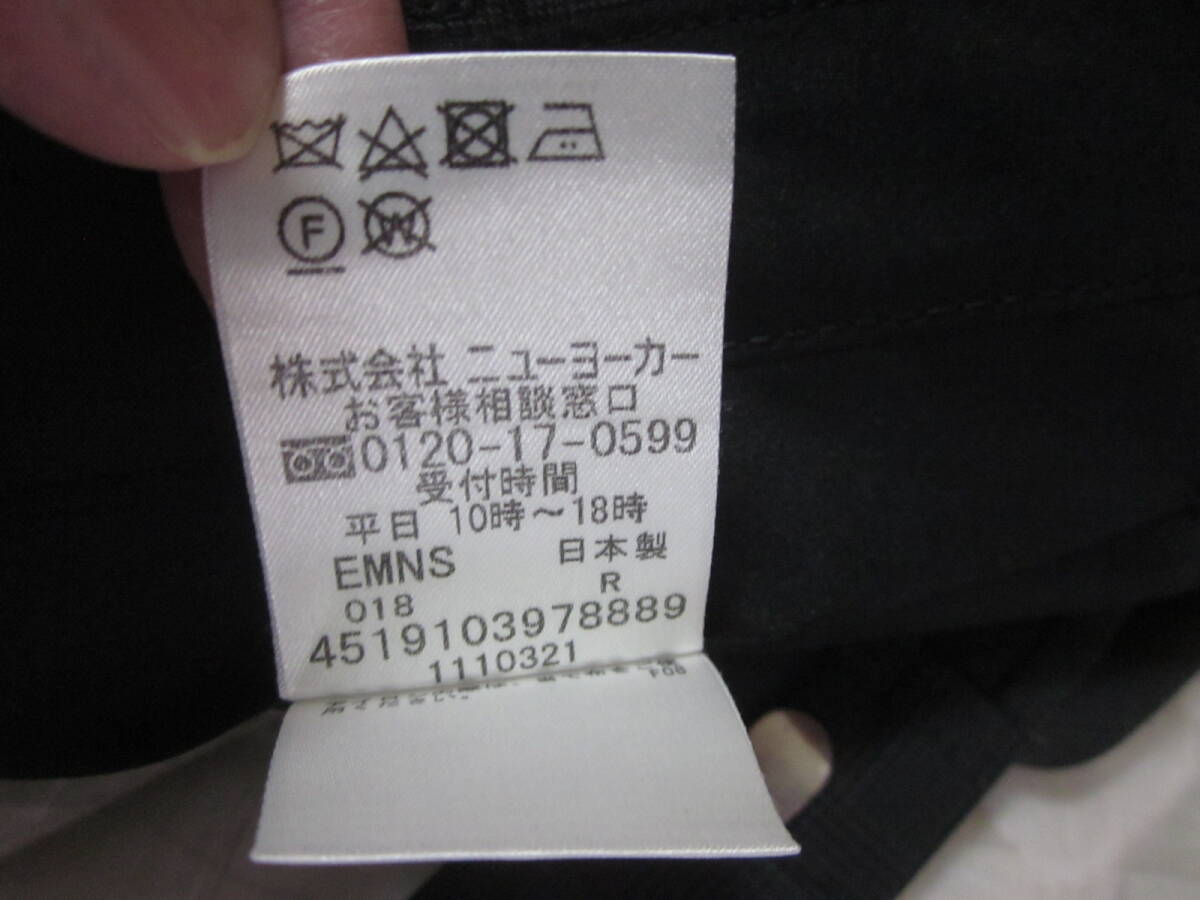 F W
株式会社 ニューヨーカー
お客様相談窓口
0120-17-0599
受付時間
平日 10時～18時
EMNS 日本製
R
018
4519103978889
1110321